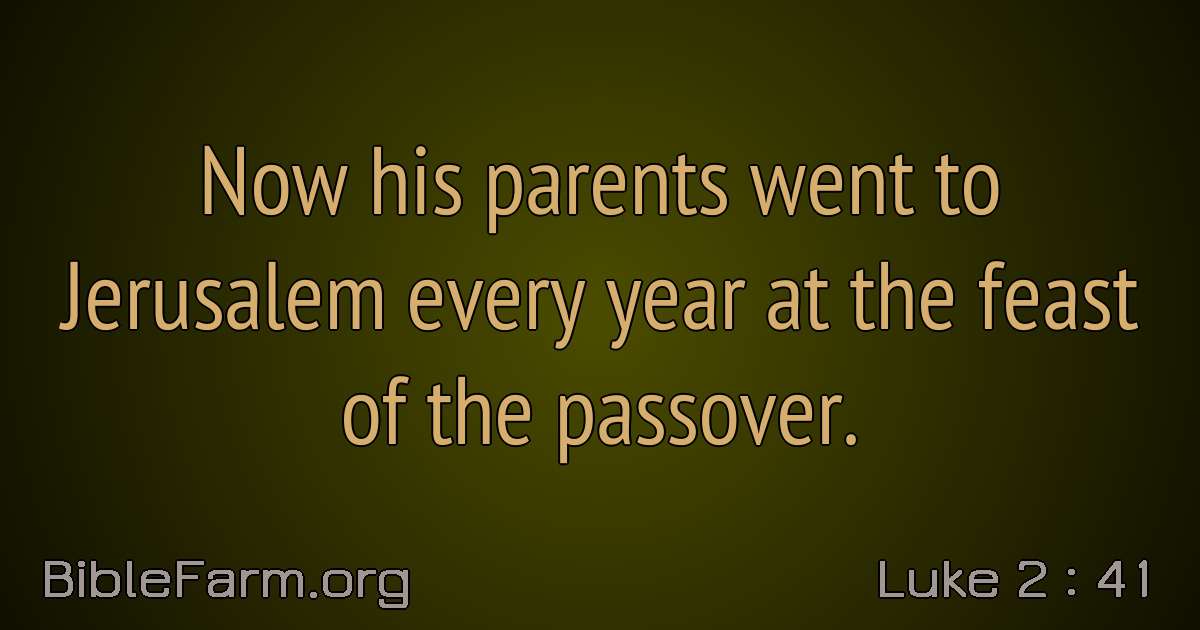 Now his parents went to
Jerusalem every year at the feast
of the passover.
BibleFarm.org
Luke 2 : 41